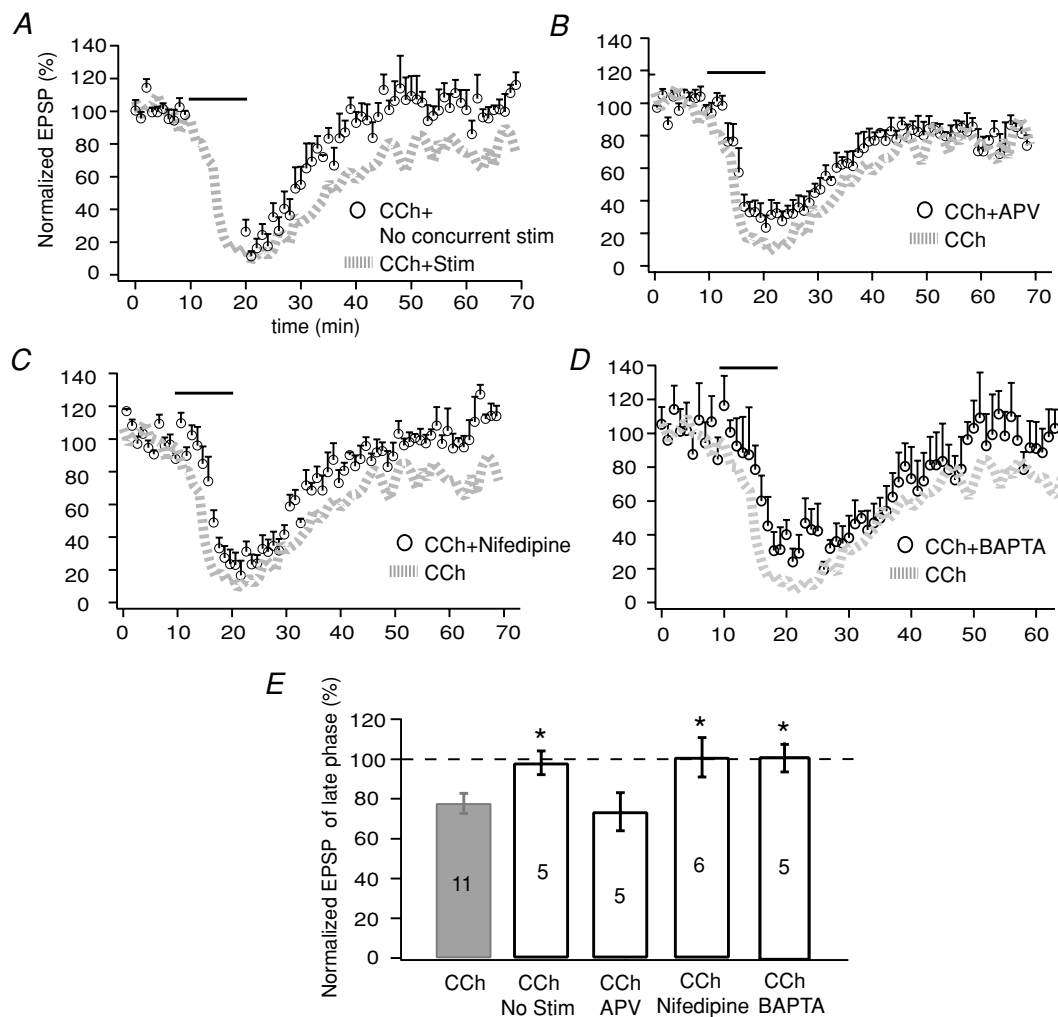 A
140
120
100
80
60
40
20
0
Normalized EPSP (%)
CCh+
No concurrent stim
CCh+Stim
0 10 20 30 40 50 60 70
time (min)
B
140
120
100
80
60
40
20
0
CCh+APV
CCh
0 10 20 30 40 50 60 70
C
140
120
100
80
60
40
20
0
CCh+Nifedipine
CCh
0 10 20 30 40 50 60 70
D
140
120
100
80
60
40
20
0
CCh+BAPTA
CCh
0 10 20 30 40 50 60
E
Normalized EPSP of late phase (%)
120
100
80
60
40
20
0
* * *
11 5 5 6 5
CCh
CCh
No Stim
CCh
APV
CCh
Nifedipine
CCh
BAPTA